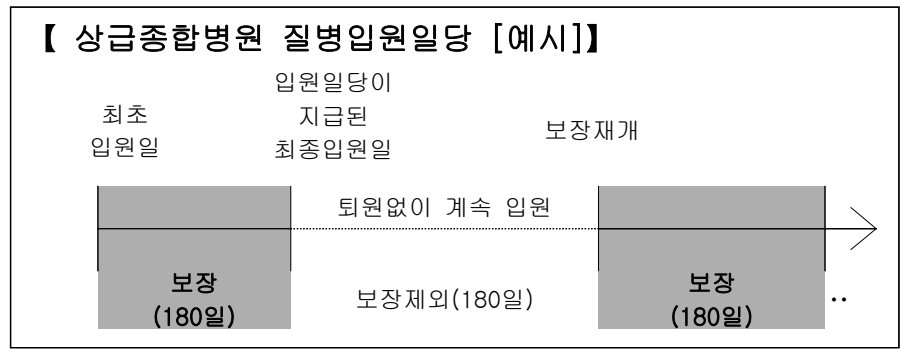 【 상급종합병원 질병입원일당 [예시]】
최초
입원일
입원일당이
지급된
최종입원일
보장재개
퇴원없이 계속 입원
보장
(180일)
보장제외(180일)
보장
(180일)
··